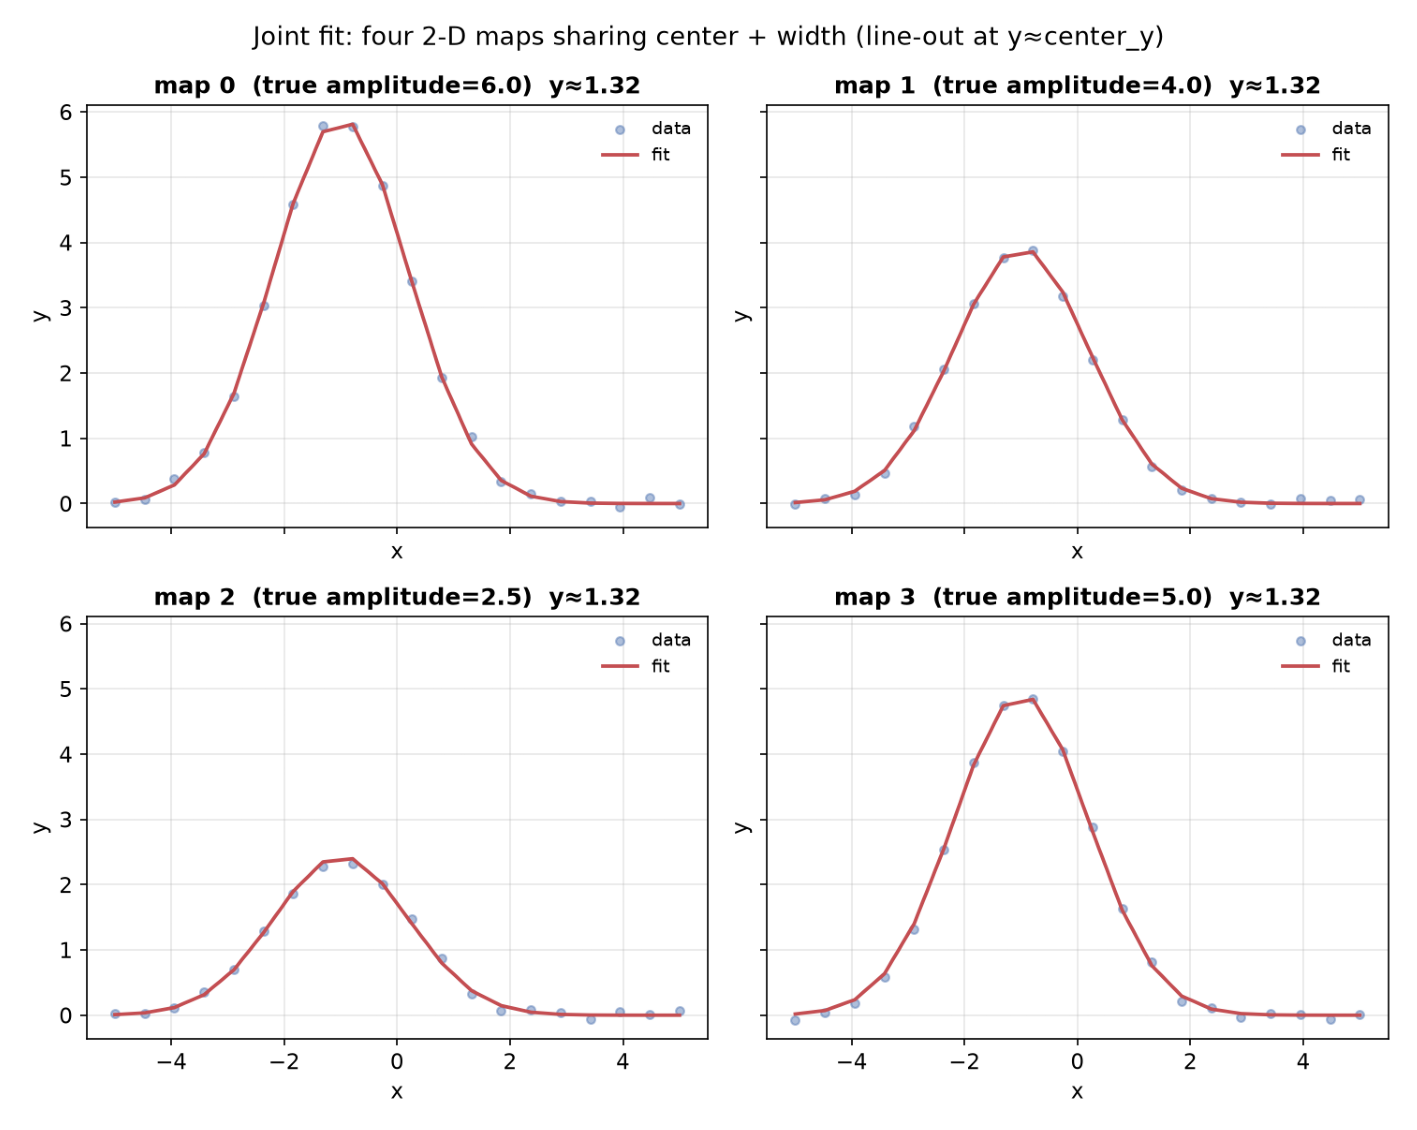 Joint fit: four 2-D maps sharing center + width (line-out at y≈center_y)
map 0  (true amplitude=6.0)  y≈1.32
6
5
4
3
2
1
0
y
x
data
fit
map 1  (true amplitude=4.0)  y≈1.32
y
x
data
fit
map 2  (true amplitude=2.5)  y≈1.32
6
5
4
3
2
1
0
y
−4 −2 0 2 4
x
data
fit
map 3  (true amplitude=5.0)  y≈1.32
y
−4 −2 0 2 4
x
data
fit